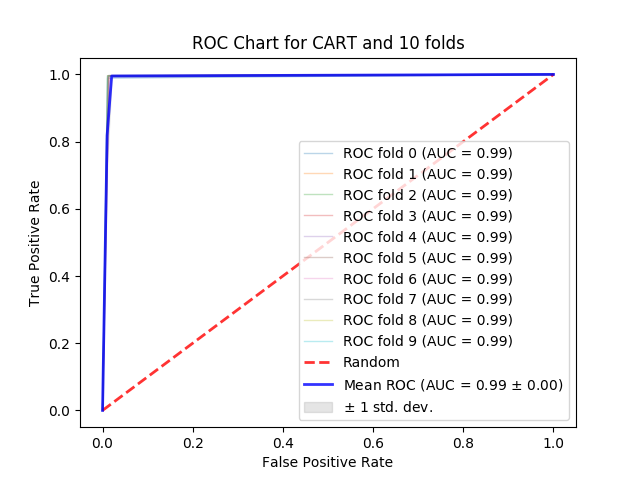 ROC Chart for CART and 10 folds
True Positive Rate
1.0
0.8
0.6
0.4
0.2
0.0
ROC fold 0 (AUC = 0.99)
ROC fold 1 (AUC = 0.99)
ROC fold 2 (AUC = 0.99)
ROC fold 3 (AUC = 0.99)
ROC fold 4 (AUC = 0.99)
ROC fold 5 (AUC = 0.99)
ROC fold 6 (AUC = 0.99)
ROC fold 7 (AUC = 0.99)
ROC fold 8 (AUC = 0.99)
ROC fold 9 (AUC = 0.99)
Random
Mean ROC (AUC = 0.99 ± 0.00)
± 1 std. dev.
0.0 0.2 0.4 0.6 0.8 1.0
False Positive Rate